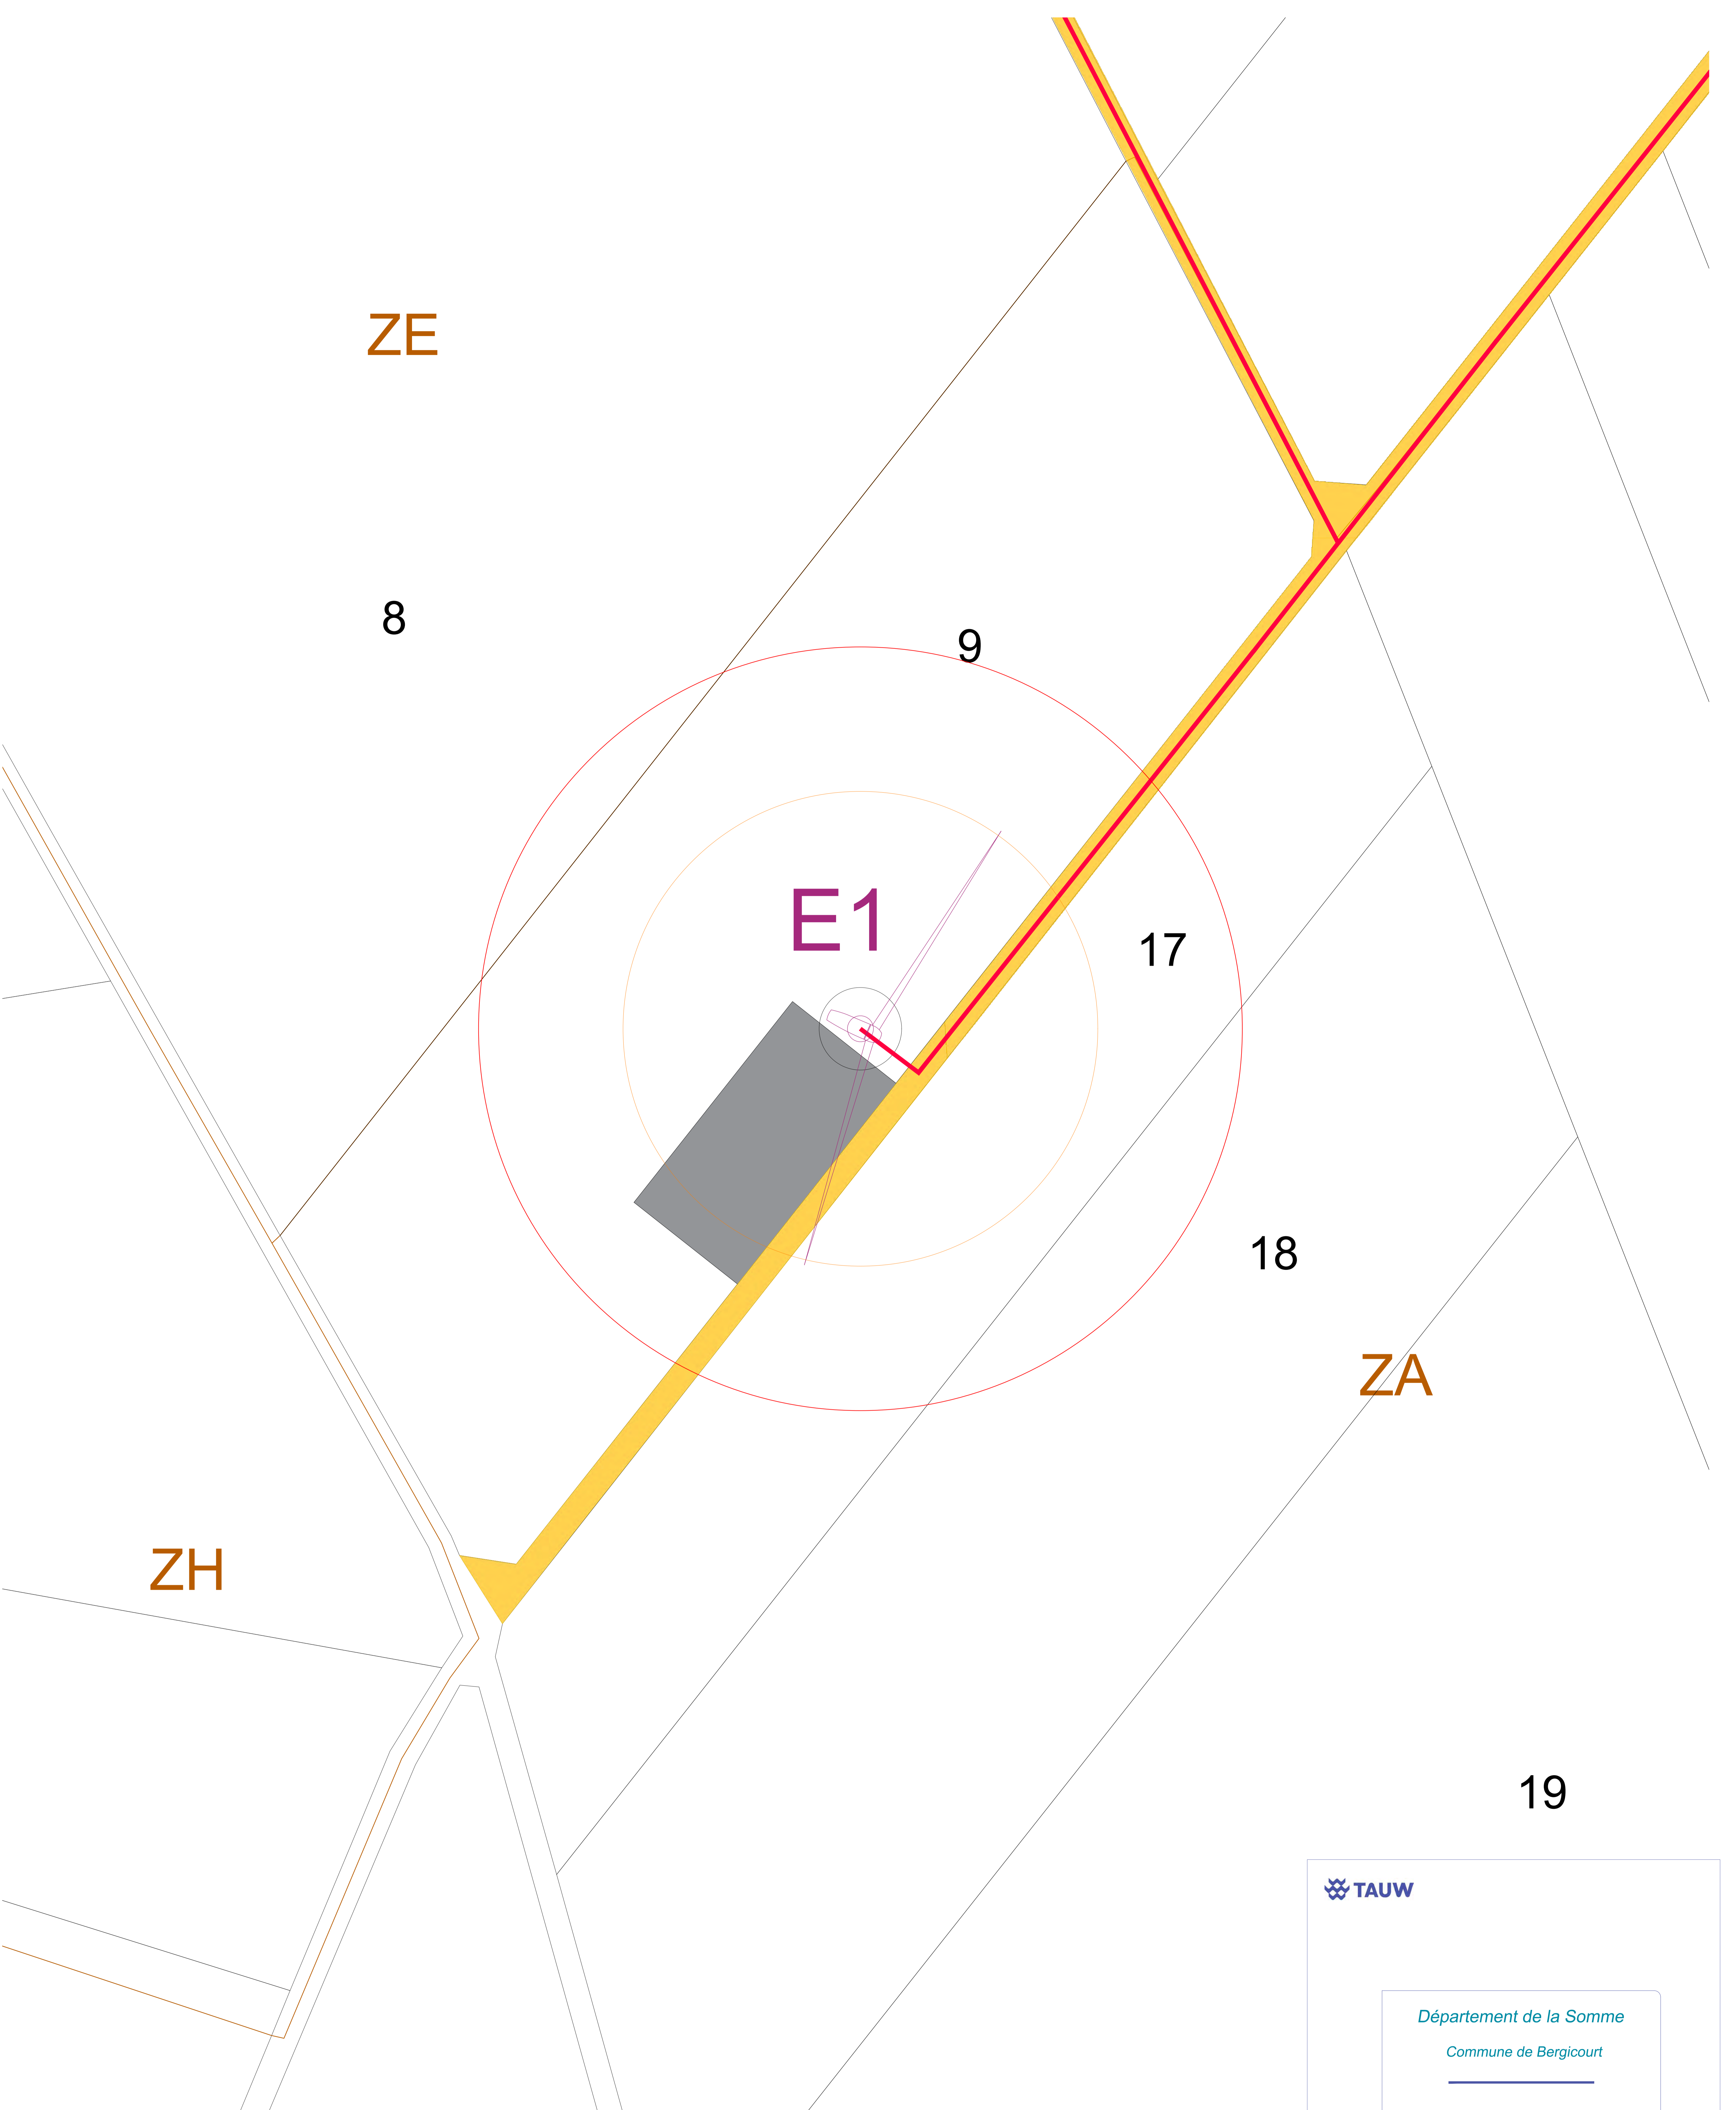 ZE
8
9
E1
17
18
ZA
ZH
19
TAUW
Département de la Somme
Commune de Bergicourt